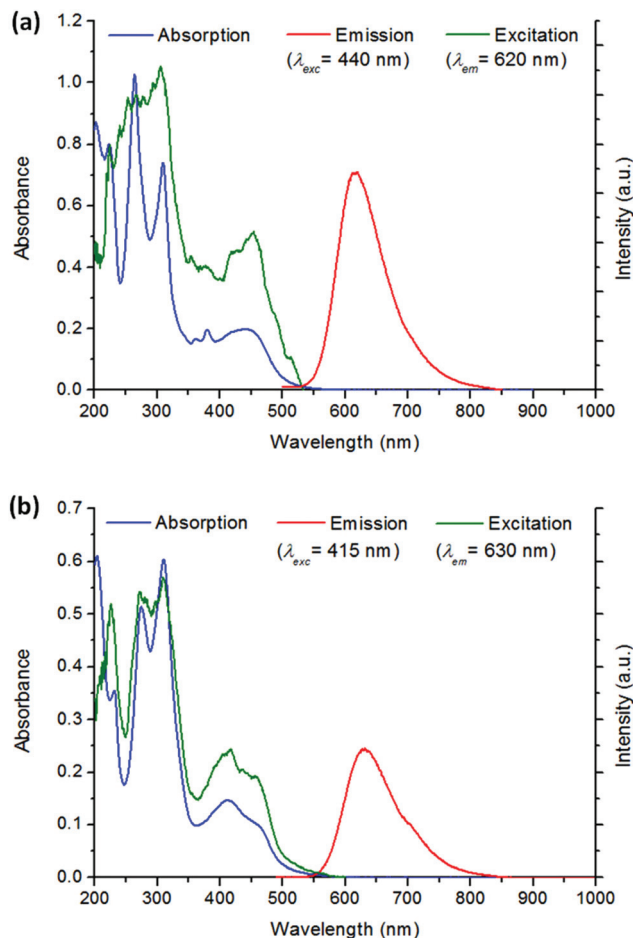 (a)
Absorption
Emission
(λexc = 440 nm)
Excitation
(λem = 620 nm)
1.2
1.0
0.8
0.6
0.4
0.2
0.0
Absorbance
Intensity (a.u.)
200 300 400 500 600 700 800 900 1000
Wavelength (nm)
(b)
Absorption
Emission
(λexc = 415 nm)
Excitation
(λem = 630 nm)
0.7
0.6
0.5
0.4
0.3
0.2
0.1
0.0
Absorbance
Intensity (a.u.)
200 300 400 500 600 700 800 900 1000
Wavelength (nm)